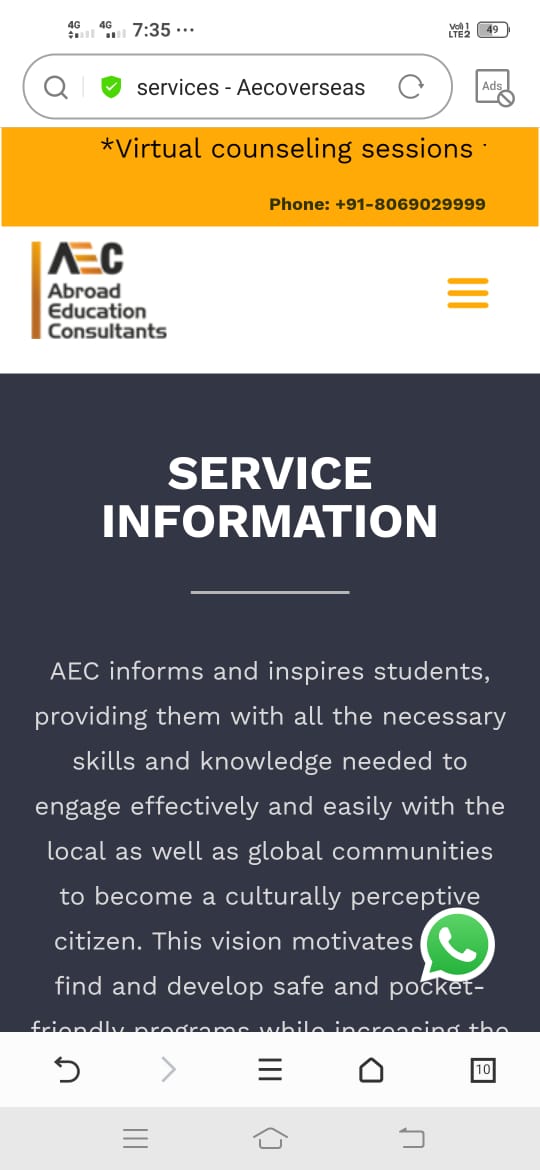 4G 4G 7:35 ... Vo) 1 LTE2 49
services - Aecoverseas
Ads
*Virtual counseling sessions
Phone: +91-8069029999
AEC
Abroad
Education
Consultants
SERVICE
INFORMATION
AEC informs and inspires students,
providing them with all the necessary
skills and knowledge needed to
engage effectively and easily with the
local as well as global communities
to become a culturally perceptive
citizen. This vision motivates
find and develop safe and pocket-
friendly programs while increasing the
10